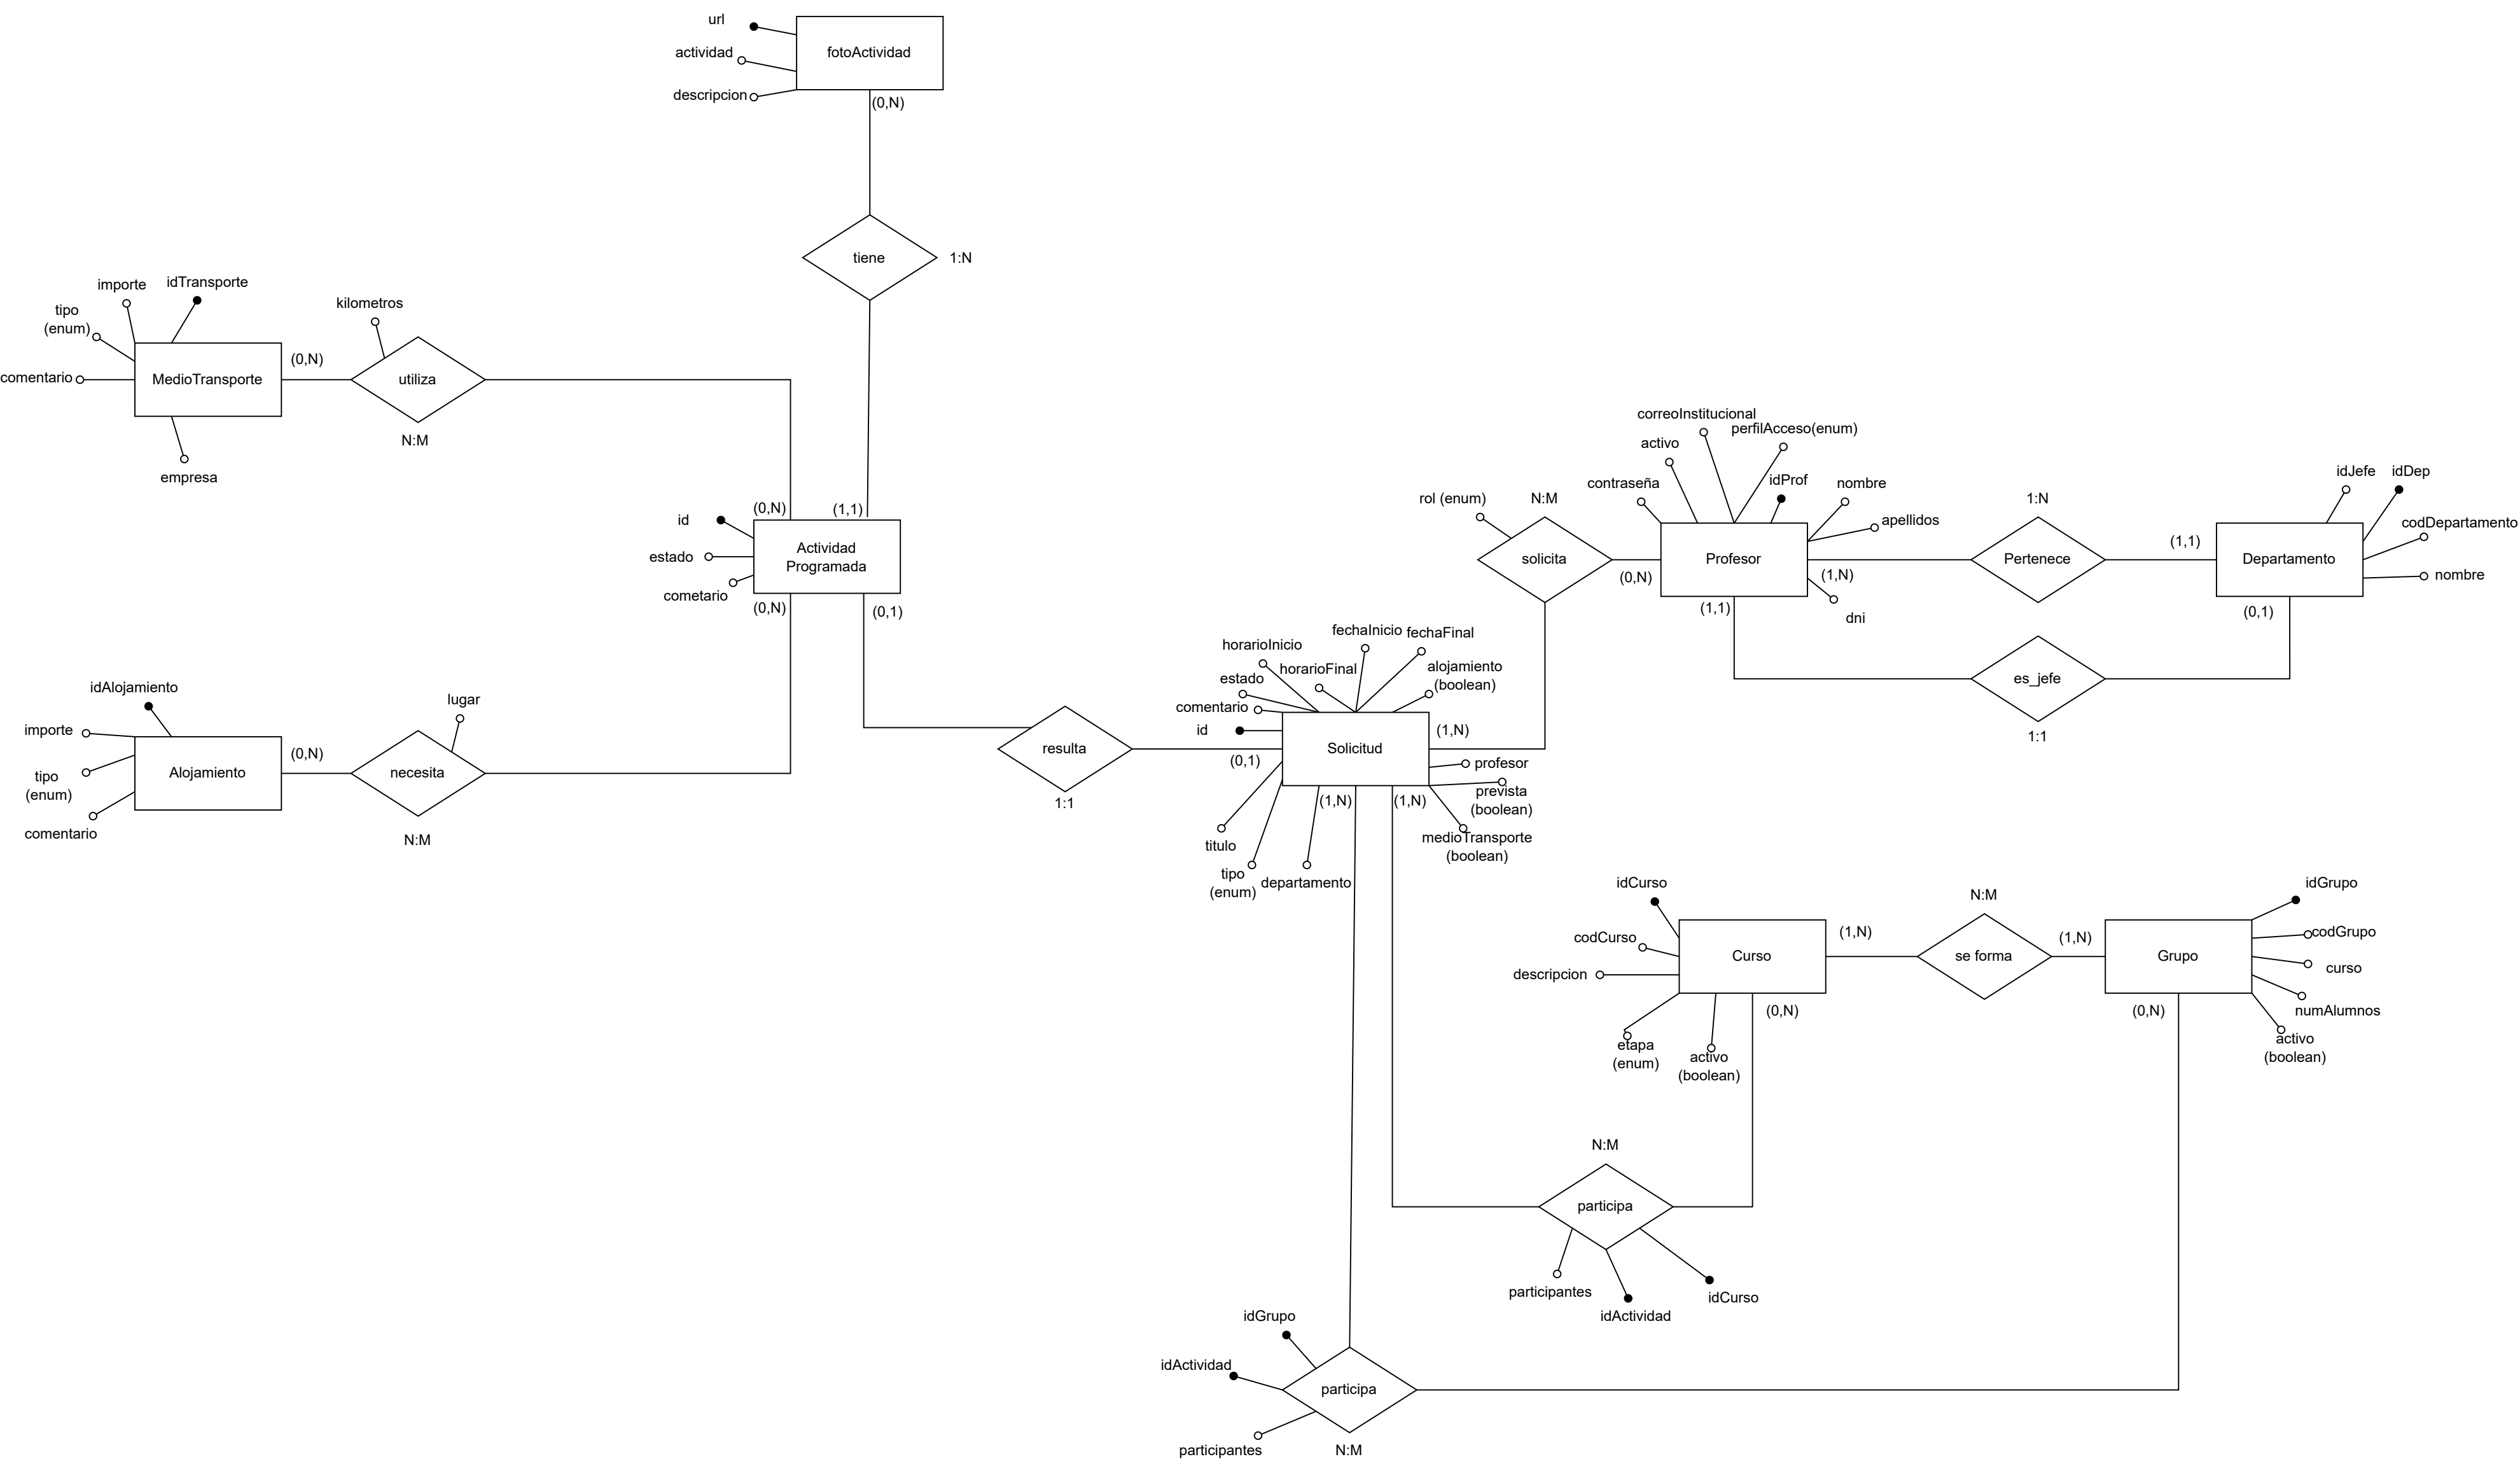 url
fotoActividad
actividad
descripcion
(0,N)
tiene
1:N
importe
idTransporte
tipo
(enum)
kilometros
(0,N)
comentario
MedioTransporte
utiliza
N:M
empresa
(0,N)
(1,1)
id
estado
cometario
Actividad
Programada
(0,N)
(0,1)
idAlojamiento
lugar
importe
(0,N)
tipo
(enum)
Alojamiento
necesita
comentario
N:M
resulta
1:1
horarioInicio
fechaInicio
fechaFinal
horarioFinal
alojamiento
(boolean)
estado
comentario
id
(0,1)
Solicitud
(1,N)
profesor
prevista
(boolean)
(1,N)
(1,N)
medioTransporte
(boolean)
titulo
tipo
(enum)
departamento
rol (enum)
N:M
solicita
(0,N)
correoInstitucional
perfilAcceso(enum)
activo
contraseña
idProf
nombre
apellidos
Profesor
(1,N)
dni
(1,1)
1:N
Pertenece
(1,1)
idJefe
idDep
codDepartamento
Departamento
nombre
(0,1)
es_jefe
1:1
idCurso
codCurso
descripcion
Curso
(1,N)
N:M
se forma
(1,N)
Grupo
idGrupo
codGrupo
curso
numAlumnos
activo
(boolean)
etapa
(enum)
activo
(boolean)
(0,N)
(0,N)
N:M
participa
participantes
idActividad
idCurso
idGrupo
idActividad
participa
participantes
N:M